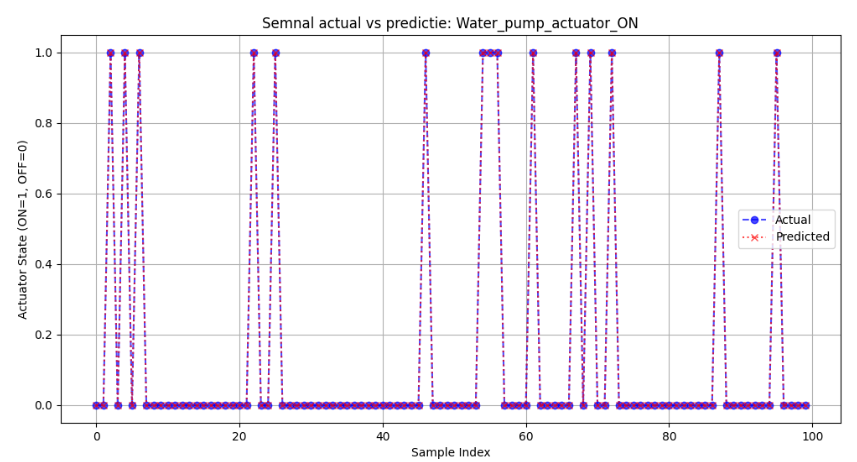 Semnal actual vs predictie: Water_pump_actuator_ON
Actuator State (ON=1, OFF=0)
1.0
0.8
0.6
0.4
0.2
0.0
Actual
Predicted
0 20 40 60 80 100
Sample Index